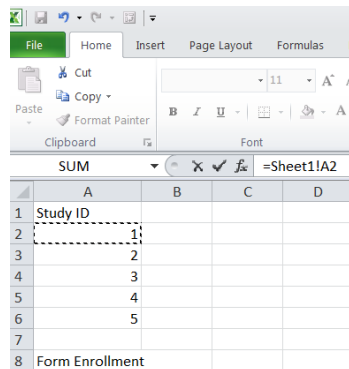 File Home Insert Page Layout Formulas
Cut
Copy
Format Painter
Paste
Clipboard
11
A
B I U A
Font
SUM fx =Sheet1!A2
A B C D
1 Study ID
2 1
3 2
4 3
5 4
6 5
7
8 Form Enrollment